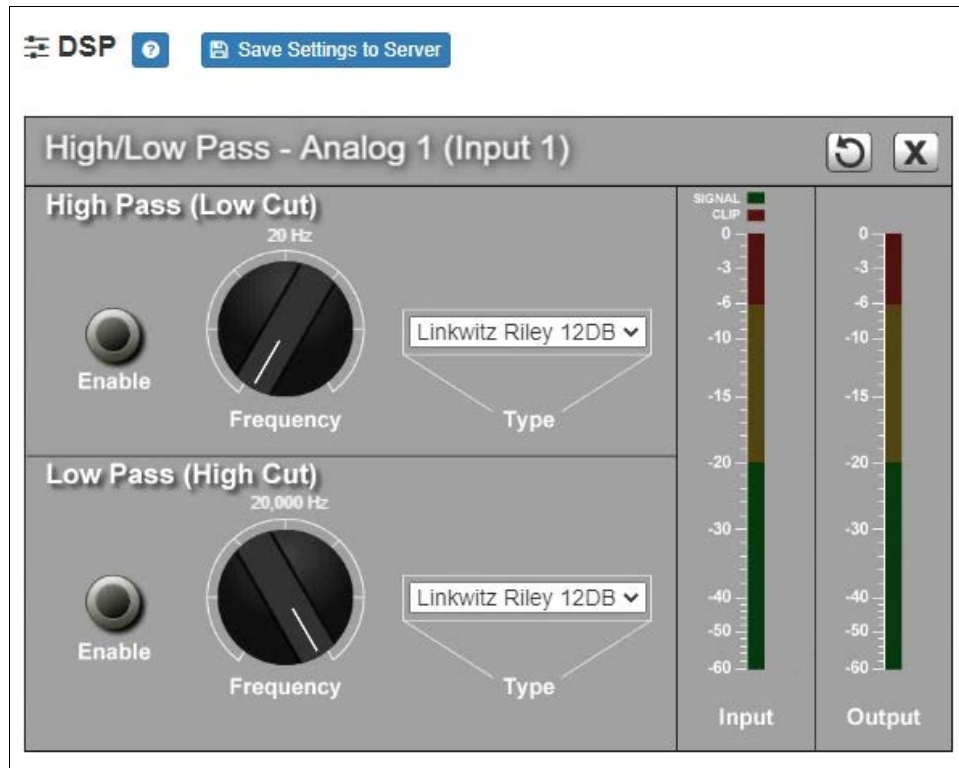 DSP ? Save Settings to Server
High/Low Pass - Analog 1 (Input 1) X
High Pass (Low Cut)
20 Hz
Enable
Frequency
Linkwitz Riley 12DB
Type
Low Pass (High Cut)
20,000 Hz
Enable
Frequency
Linkwitz Riley 12DB
Type
SIGNAL
CLIP
0
-3
-6
-10
-15
-20
-30
-40
-50
-60
Input
0
-3
-6
-10
-15
-20
-30
-40
-50
-60
Output